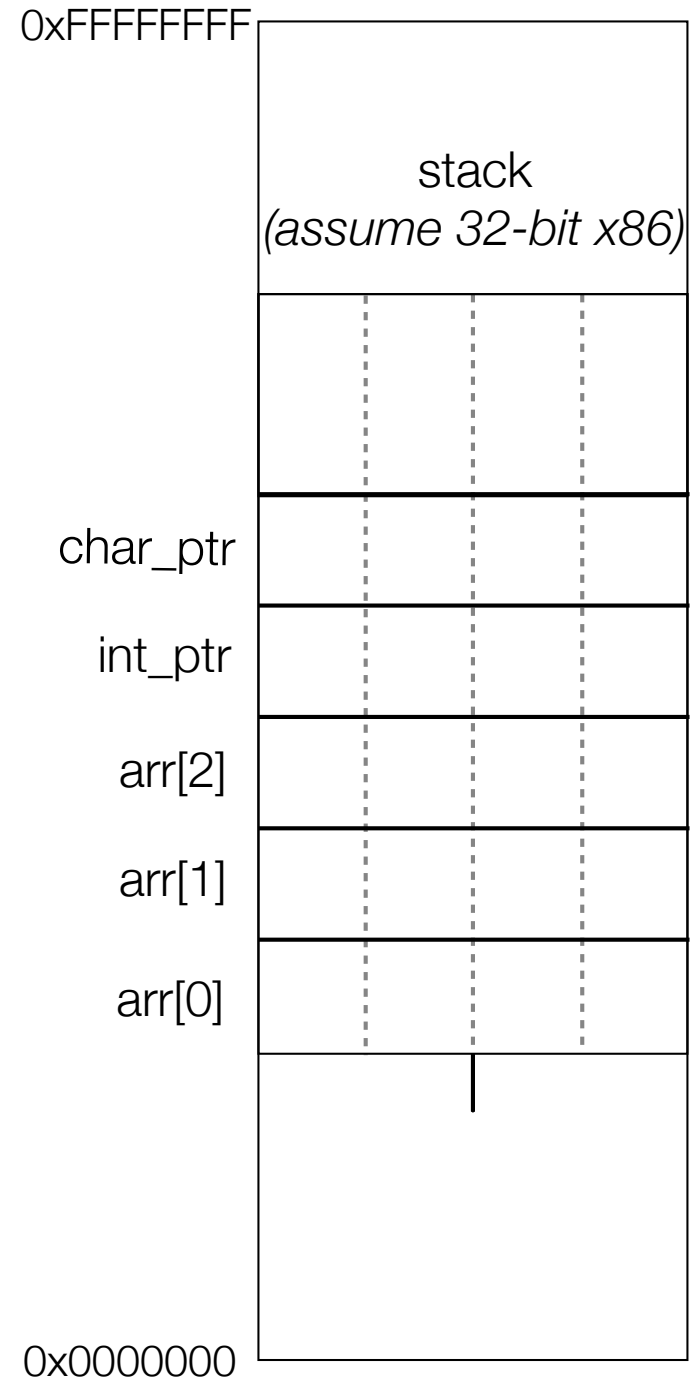 0xFFFFFFFF
stack
(assume 32-bit x86)
char_ptr
int_ptr
arr[2]
arr[1]
arr[0]
0x0000000